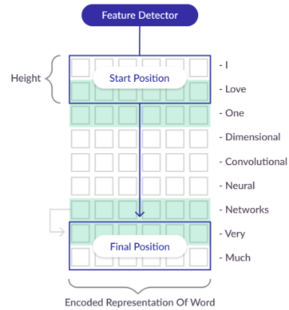 Feature Detector
Height
Start Position
- I
- Love
- One
- Dimensional
- Convolutional
- Neural
- Networks
- Very
Final Position
- Much
Encoded Representation Of Word